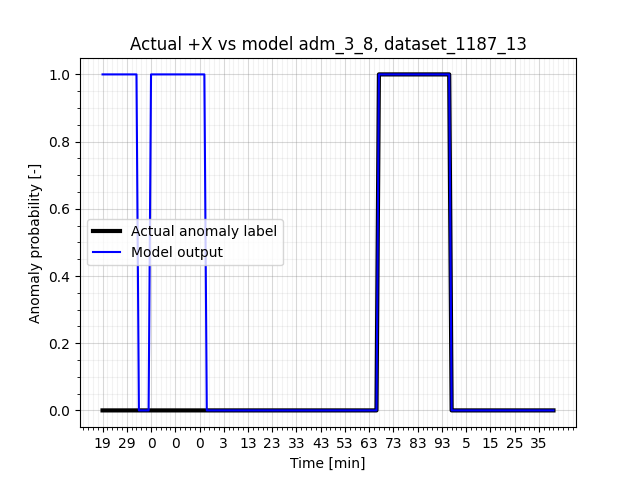 Actual +X vs model adm_3_8, dataset_1187_13
Anomaly probability [-]
1.0
0.8
0.6
0.4
0.2
0.0
Actual anomaly label
Model output
19 29 0 0 0 3 13 23 33 43 53 63 73 83 93 5 15 25 35
Time [min]